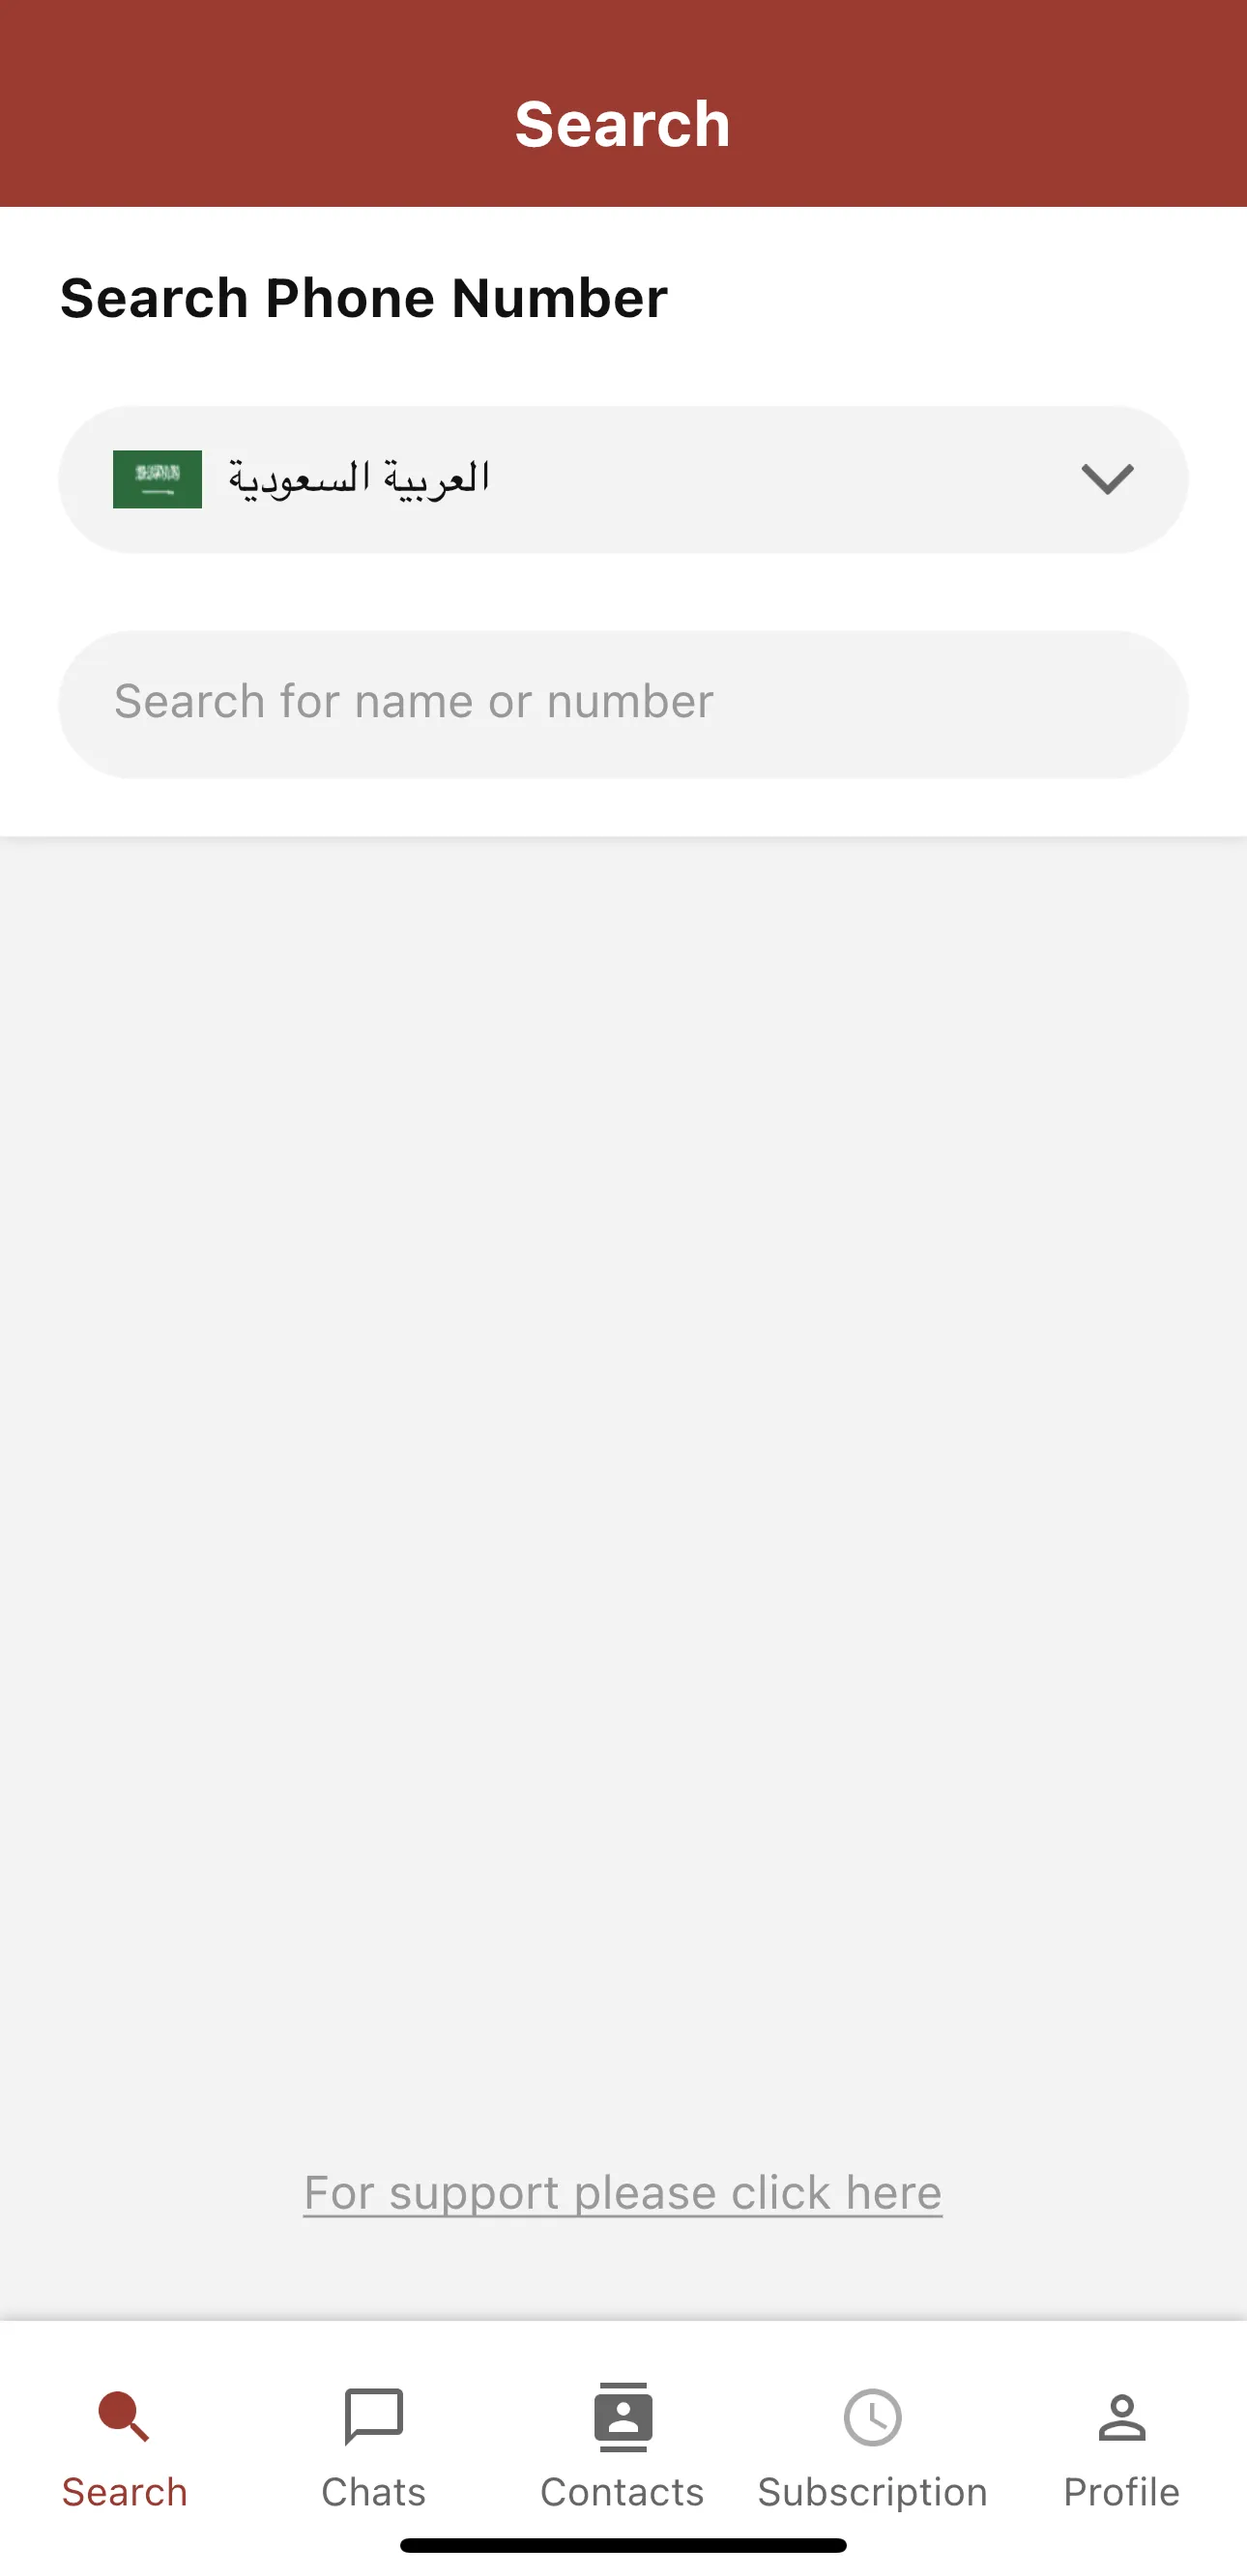 Search
Search Phone Number
العربية السعودية
Search for name or number
For support please click here
Search
Chats
Contacts
Subscription
Profile